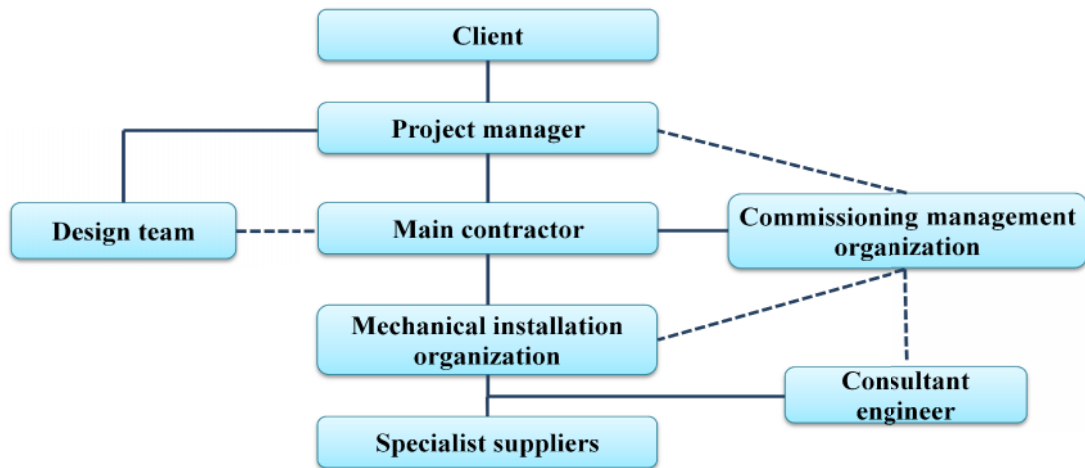 Client
Project manager
Design team
Main contractor
Commissioning management
organization
Mechanical installation
organization
Consultant
engineer
Specialist suppliers